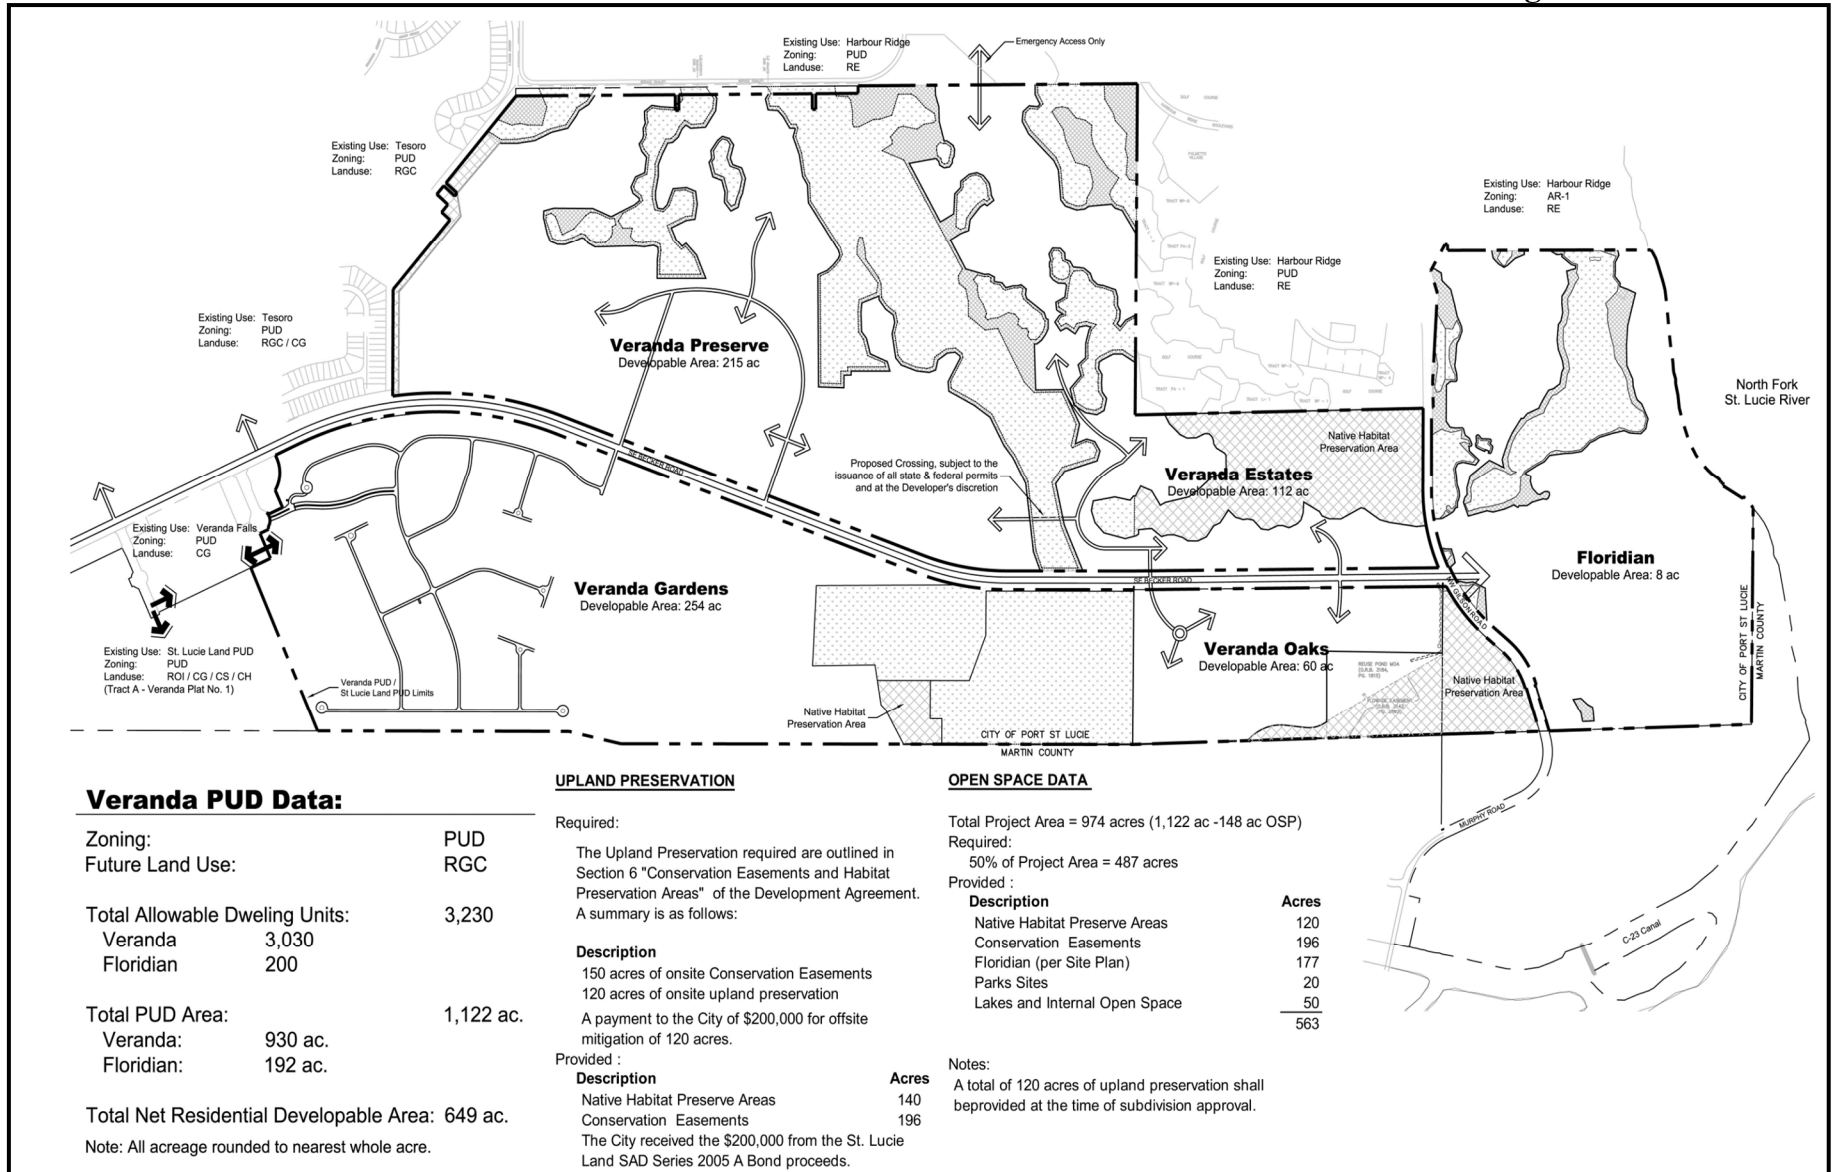 Existing Use: Harbour Ridge
Zoning: PUD
Landuse: RE
Emergency Access Only
Existing Use: Tesoro
Zoning: PUD
Landuse: RGC
Existing Use: Harbour Ridge
Zoning: AR-1
Landuse: RE
Existing Use: Harbour Ridge
Zoning: PUD
Landuse: RE
Existing Use: Tesoro
Zoning: PUD
Landuse: RGC / CG
Veranda Preserve
Developable Area: 215 ac
North Fork
St. Lucie River
Native Habitat
Preservation Area
SE BECKER ROAD
Proposed Crossing, subject to the
issuance of all state & federal permits
and at the Developer's discretion
Veranda Estates
Developable Area: 112 ac
Existing Use: Veranda Falls
Zoning: PUD
Landuse: CG
Floridian
Developable Area: 8 ac
Veranda Gardens
Developable Area: 254 ac
SE BECKER ROAD
NW GILSON ROAD
CITY OF PORT ST LUCIE
MARTIN COUNTY
Existing Use: St. Lucie Land PUD
Zoning: PUD
Landuse: ROI / CG / CS / CH
(Tract A - Veranda Plat No. 1)
Veranda Oaks
Developable Area: 60 ac
Veranda PUD /
St Lucie Land PUD Limits
Native Habitat
Preservation Area
Native Habitat
Preservation Area
CITY OF PORT ST LUCIE
MARTIN COUNTY
MURPHY ROAD
C-23 Canal
Veranda PUD Data:
Zoning: PUD
Future Land Use: RGC
Total Allowable Dweling Units: 3,230
Veranda 3,030
Floridian 200
Total PUD Area: 1,122 ac.
Veranda: 930 ac.
Floridian: 192 ac.
Total Net Residential Developable Area: 649 ac.
Note: All acreage rounded to nearest whole acre.
UPLAND PRESERVATION
Required:
The Upland Preservation required are outlined in
Section 6 "Conservation Easements and Habitat
Preservation Areas" of the Development Agreement.
A summary is as follows:
Description
150 acres of onsite Conservation Easements
120 acres of onsite upland preservation
A payment to the City of $200,000 for offsite
mitigation of 120 acres.
Provided :
Description Acres
Native Habitat Preserve Areas 140
Conservation Easements 196
The City received the $200,000 from the St. Lucie
Land SAD Series 2005 A Bond proceeds.
OPEN SPACE DATA
Total Project Area = 974 acres (1,122 ac -148 ac OSP)
Required:
50% of Project Area = 487 acres
Provided :
Description Acres
Native Habitat Preserve Areas 120
Conservation Easements 196
Floridian (per Site Plan) 177
Parks Sites 20
Lakes and Internal Open Space 50
563
Notes:
A total of 120 acres of upland preservation shall
beprovided at the time of subdivision approval.